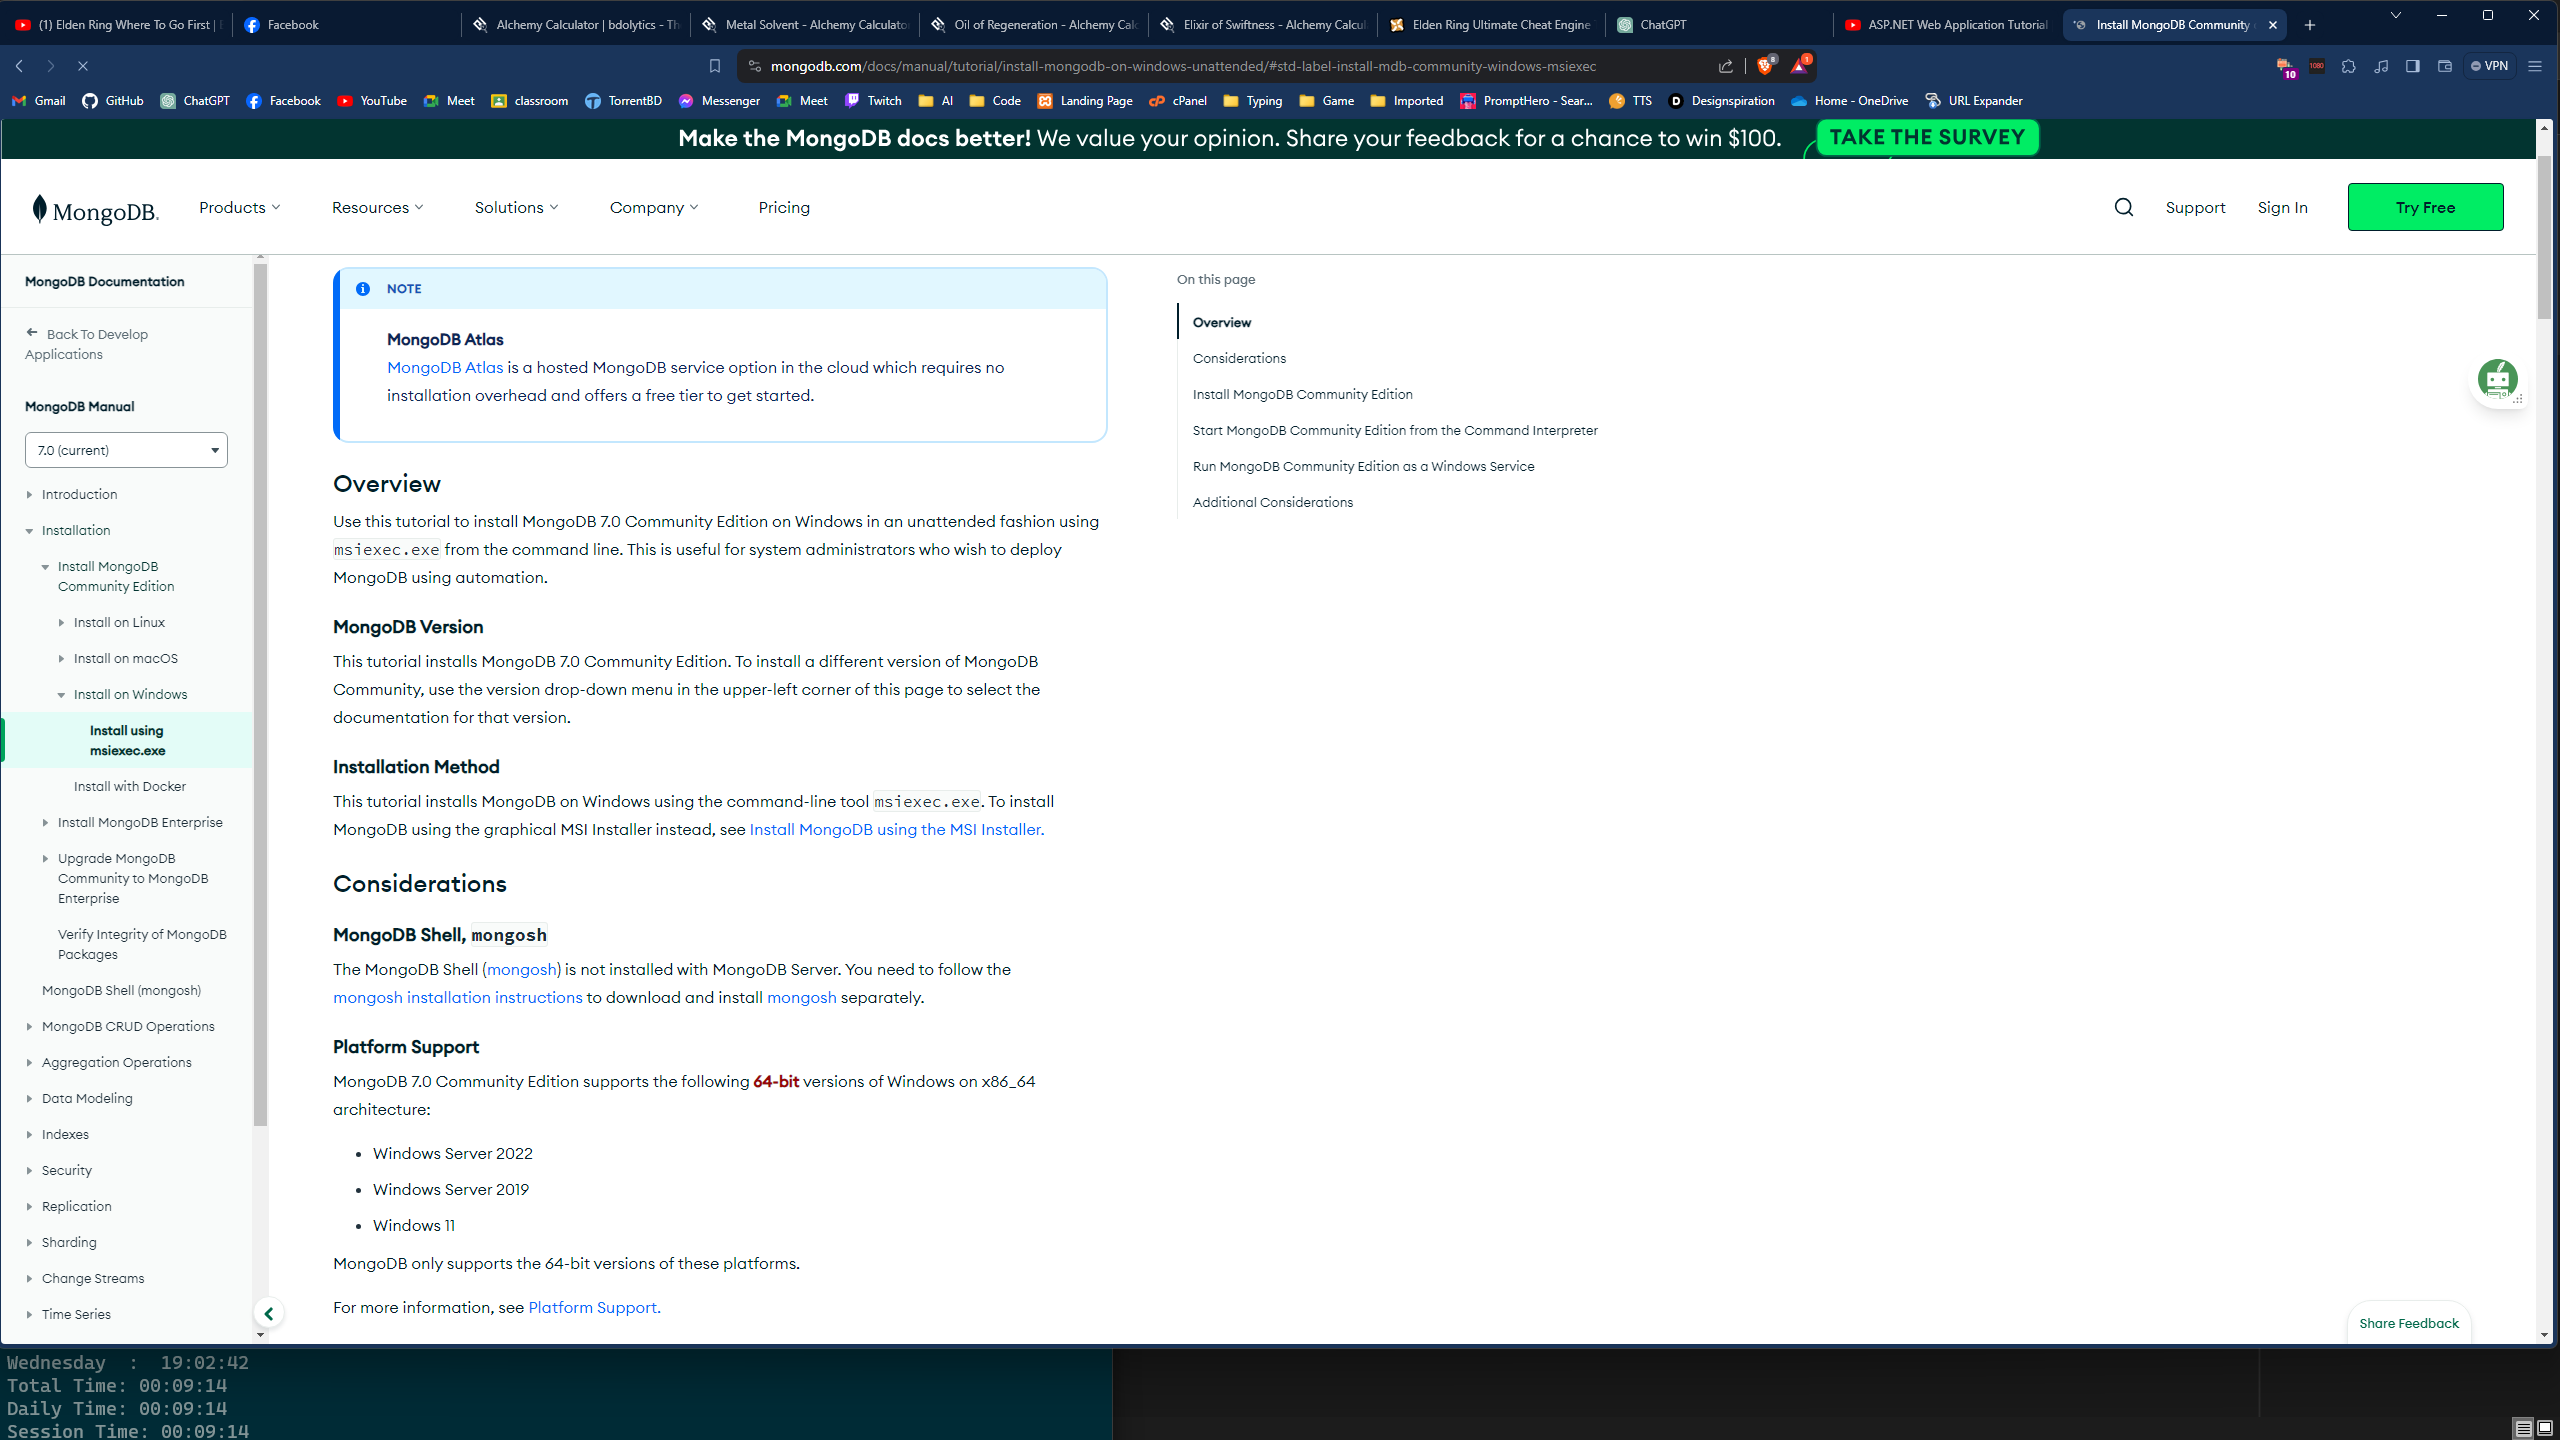 (1) Elden Ring Where To Go First |
Facebook
Alchemy Calculator | bdolytics - Th
Metal Solvent - Alchemy Calculato
Oil of Regeneration - Alchemy Calc
Elixir of Swiftness - Alchemy Calcul
Elden Ring Ultimate Cheat Engine
ChatGPT
ASP.NET Web Application Tutorial
Install MongoDB Community
mongodb.com/docs/manual/tutorial/install-mongodb-on-windows-unattended/#std-label-install-mdb-community-windows-msiexec
8
1
10
1080
VPN
Gmail
GitHub
ChatGPT
Facebook
YouTube
Meet
classroom
TorrentBD
Messenger
Meet
Twitch
AI
Code
Landing Page
cPanel
Typing
Game
Imported
PromptHero - Sear...
TTS
Designspiration
Home - OneDrive
URL Expander
Make the MongoDB docs better! We value your opinion. Share your feedback for a chance to win $100.
TAKE THE SURVEY
MongoDB.
Products
Resources
Solutions
Company
Pricing
Support
Sign In
Try Free
MongoDB Documentation
Back To Develop
Applications
MongoDB Manual
7.0 (current)
Introduction
Installation
Install MongoDB
Community Edition
Install on Linux
Install on macOS
Install on Windows
Install using
msiexec.exe
Install with Docker
Install MongoDB Enterprise
Upgrade MongoDB
Community to MongoDB
Enterprise
Verify Integrity of MongoDB
Packages
MongoDB Shell (mongosh)
MongoDB CRUD Operations
Aggregation Operations
Data Modeling
Indexes
Security
Replication
Sharding
Change Streams
Time Series
NOTE
MongoDB Atlas
MongoDB Atlas is a hosted MongoDB service option in the cloud which requires no
installation overhead and offers a free tier to get started.
Overview
Use this tutorial to install MongoDB 7.0 Community Edition on Windows in an unattended fashion using
msiexec.exe from the command line. This is useful for system administrators who wish to deploy
MongoDB using automation.
MongoDB Version
This tutorial installs MongoDB 7.0 Community Edition. To install a different version of MongoDB
Community, use the version drop-down menu in the upper-left corner of this page to select the
documentation for that version.
Installation Method
This tutorial installs MongoDB on Windows using the command-line tool msiexec.exe. To install
MongoDB using the graphical MSI Installer instead, see Install MongoDB using the MSI Installer.
Considerations
MongoDB Shell, mongosh
The MongoDB Shell (mongosh) is not installed with MongoDB Server. You need to follow the
mongosh installation instructions to download and install mongosh separately.
Platform Support
MongoDB 7.0 Community Edition supports the following 64-bit versions of Windows on x86_64
architecture:
• Windows Server 2022
• Windows Server 2019
• Windows 11
MongoDB only supports the 64-bit versions of these platforms.
For more information, see Platform Support.
On this page
Overview
Considerations
Install MongoDB Community Edition
Start MongoDB Community Edition from the Command Interpreter
Run MongoDB Community Edition as a Windows Service
Additional Considerations
Share Feedback
Wednesday : 19:02:42
Total Time: 00:09:14
Daily Time: 00:09:14
Session Time: 00:09:14